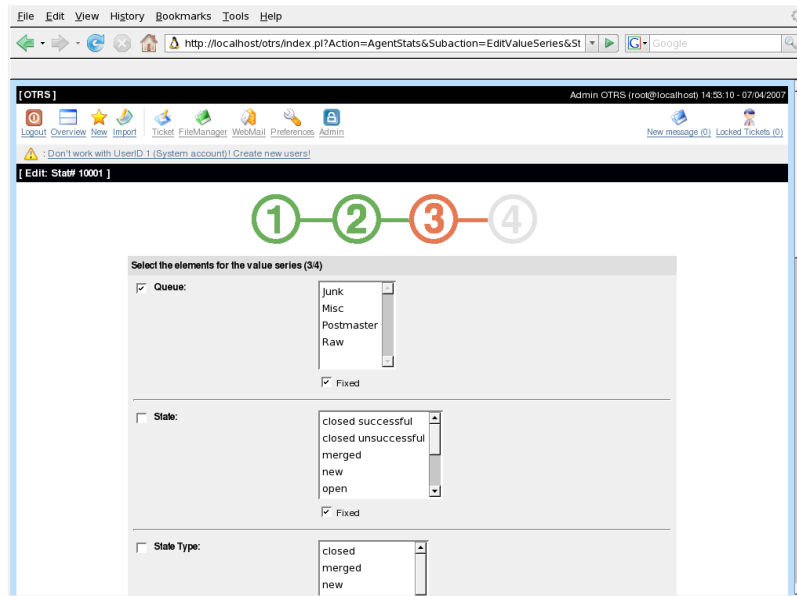 File Edit View History Bookmarks Tools Help
http://localhost/otrs/index.pl?Action=AgentStats&Subaction=EditValueSeries&St
G Google
[ OTRS ]
Admin OTRS (root@localhost) 14:53:10 - 07/04/2007
Logout Overview New Import Ticket FileManager WebMail Preferences Admin
New message (0) Locked Tickets (0)
: Don't work with UserID 1 (System account)! Create new users!
[ Edit: Stat# 10001 ]
1 2 3 4
Select the elements for the value series (3/4)
Queue:
Junk
Misc
Postmaster
Raw
Fixed
State:
closed successful
closed unsuccessful
merged
new
open
Fixed
State Type:
closed
merged
new